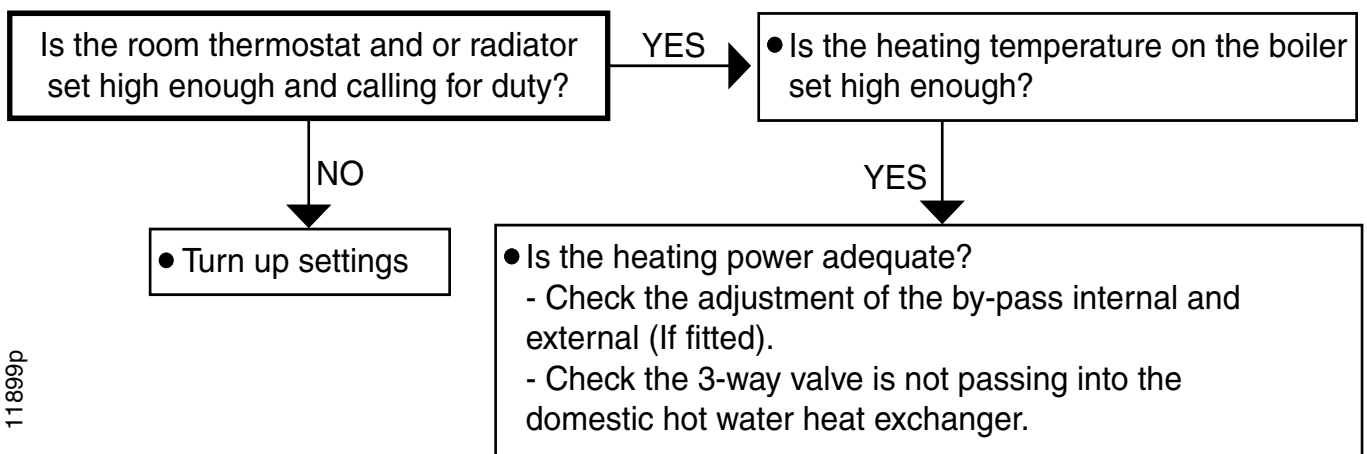 Is the room thermostat and or radiator
set high enough and calling for duty?
YES
● Is the heating temperature on the boiler
set high enough?
NO
YES
● Turn up settings
● Is the heating power adequate?
- Check the adjustment of the by-pass internal and
external (If fitted).
- Check the 3-way valve is not passing into the
domestic hot water heat exchanger.
11899p